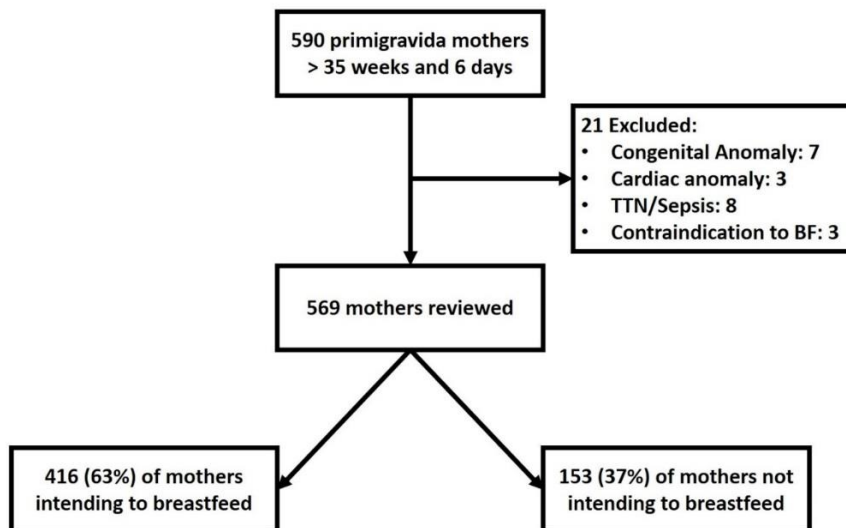 590 primigravida mothers
> 35 weeks and 6 days
21 Excluded:
• Congenital Anomaly: 7
• Cardiac anomaly: 3
• TTN/Sepsis: 8
• Contraindication to BF: 3
569 mothers reviewed
416 (63%) of mothers
intending to breastfeed
153 (37%) of mothers not
intending to breastfeed